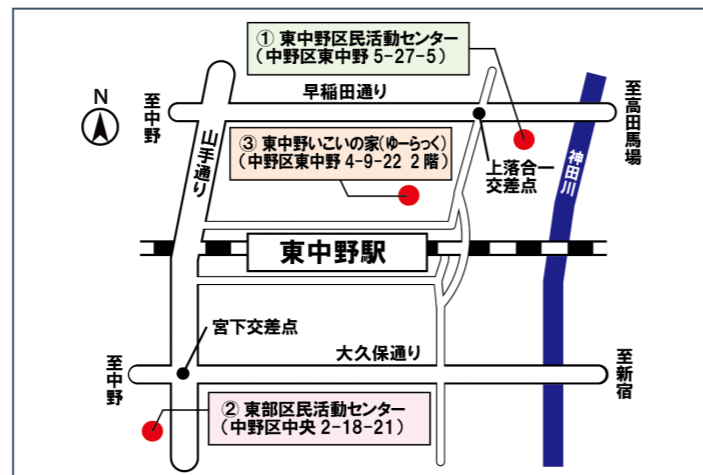 ① 東中野区民活動センター
（中野区東中野 5-27-5）
N
至中野
早稲田通り
至高田馬場
山手通り
③ 東中野いこいの家（ゆーらっく）
（中野区東中野 4-9-22 2階）
上落合一
交差点
神田川
東中野駅
宮下交差点
大久保通り
至中野
至新宿
② 東部区民活動センター
（中野区中央 2-18-21）